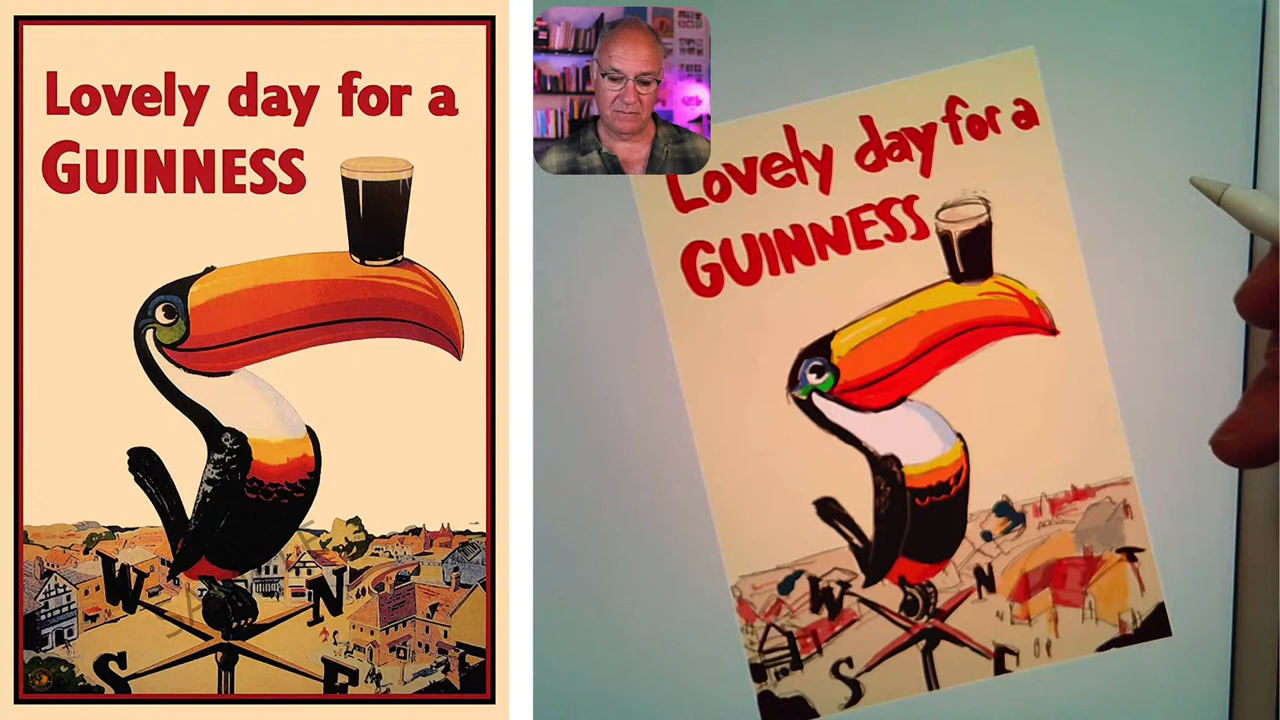 Lovely day for a
GUINNESS
W N
S E
Lovely day for a
GUINNESS
W N
S